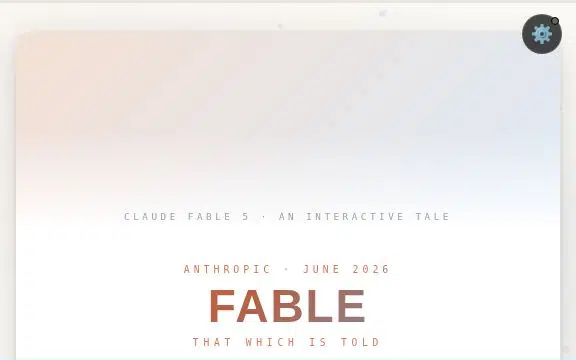 CLAUDE FABLE 5 · AN INTERACTIVE TALE
ANTHROPIC · JUNE 2026
FABLE
THAT WHICH IS TOLD